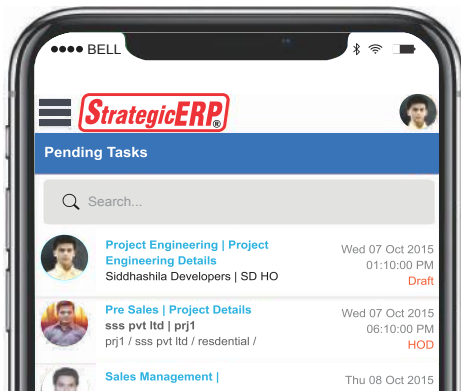 BELL
StrategicERP®
Pending Tasks
Search...
Project Engineering | Project
Engineering Details
Siddhashila Developers | SD HO
Wed 07 Oct 2015
01:10:00 PM
Draft
Pre Sales | Project Details
sss pvt ltd | prj1
prj1 / sss pvt ltd / resdential /
Wed 07 Oct 2015
06:10:00 PM
HOD
Sales Management |
Thu 08 Oct 2015